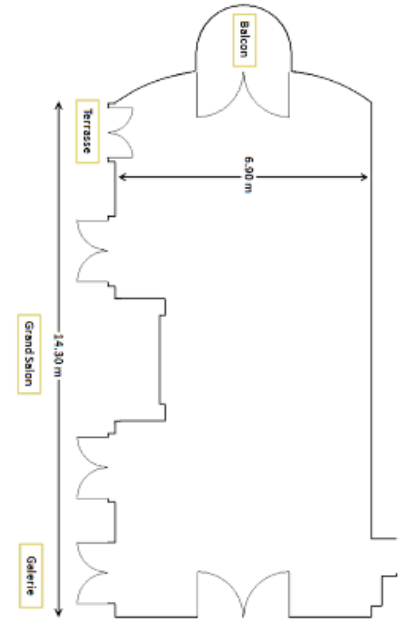 Balcon
Terrasse
6.90 m
14.30 m
Grand Salon
Galerie